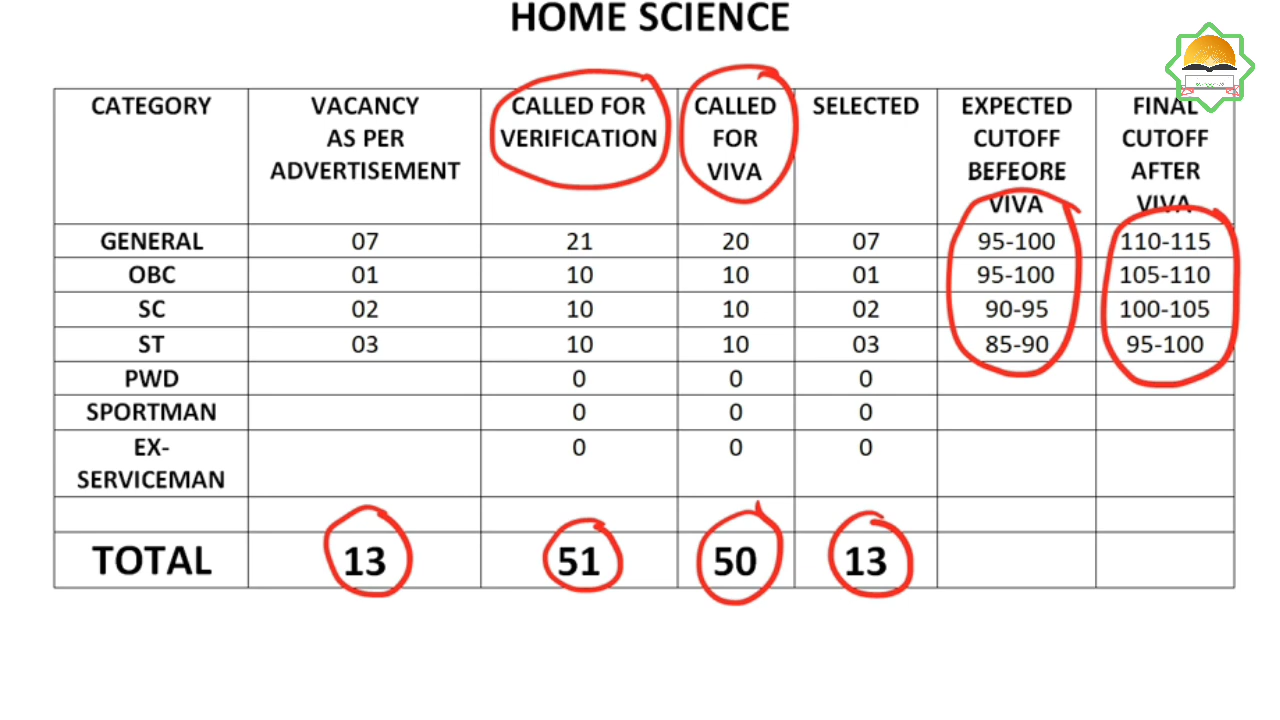 HOME SCIENCE
CATEGORY VACANCY AS PER ADVERTISEMENT CALLED FOR VERIFICATION CALLED FOR VIVA SELECTED EXPECTED CUTOFF BEFEORE VIVA FINAL CUTOFF AFTER VIVA
GENERAL 07 21 20 07 95-100 110-115
OBC 01 10 10 01 95-100 105-110
SC 02 10 10 02 90-95 100-105
ST 03 10 10 03 85-90 95-100
PWD 0 0 0
SPORTMAN 0 0 0
EX-SERVICEMAN 0 0 0
TOTAL 13 51 50 13